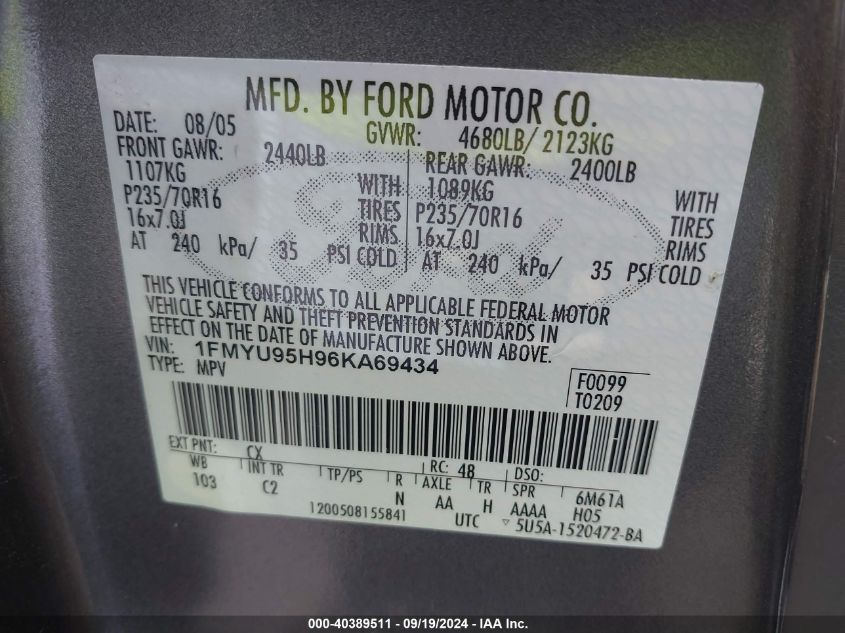 MFD. BY FORD MOTOR CO.
DATE: 08/05 GVWR: 4680LB/ 2123KG
FRONT GAWR: 2440LB REAR GAWR: 2400LB
1107KG WITH 1089KG WITH
P235/70R16 TIRES P235/70R16 TIRES
16x7.0J RIMS 16x7.0J RIMS
AT 240 kPa/ 35 PSI COLD AT 240 kPa/ 35 PSI COLD
Ford
THIS VEHICLE CONFORMS TO ALL APPLICABLE FEDERAL MOTOR
VEHICLE SAFETY AND THEFT PREVENTION STANDARDS IN
EFFECT ON THE DATE OF MANUFACTURE SHOWN ABOVE.
VIN: 1FMYU95H96KA69434
TYPE: MPV
F0099
T0209
EXT PNT: CX RC: 48 DSO:
WB INT TR TP/PS R AXLE TR SPR 6M61A
103 C2 N AA H AAAA H05
1200508155841 UTC ▽ 5U5A-1520472-BA
000-40389511 - 09/19/2024 - IAA Inc.